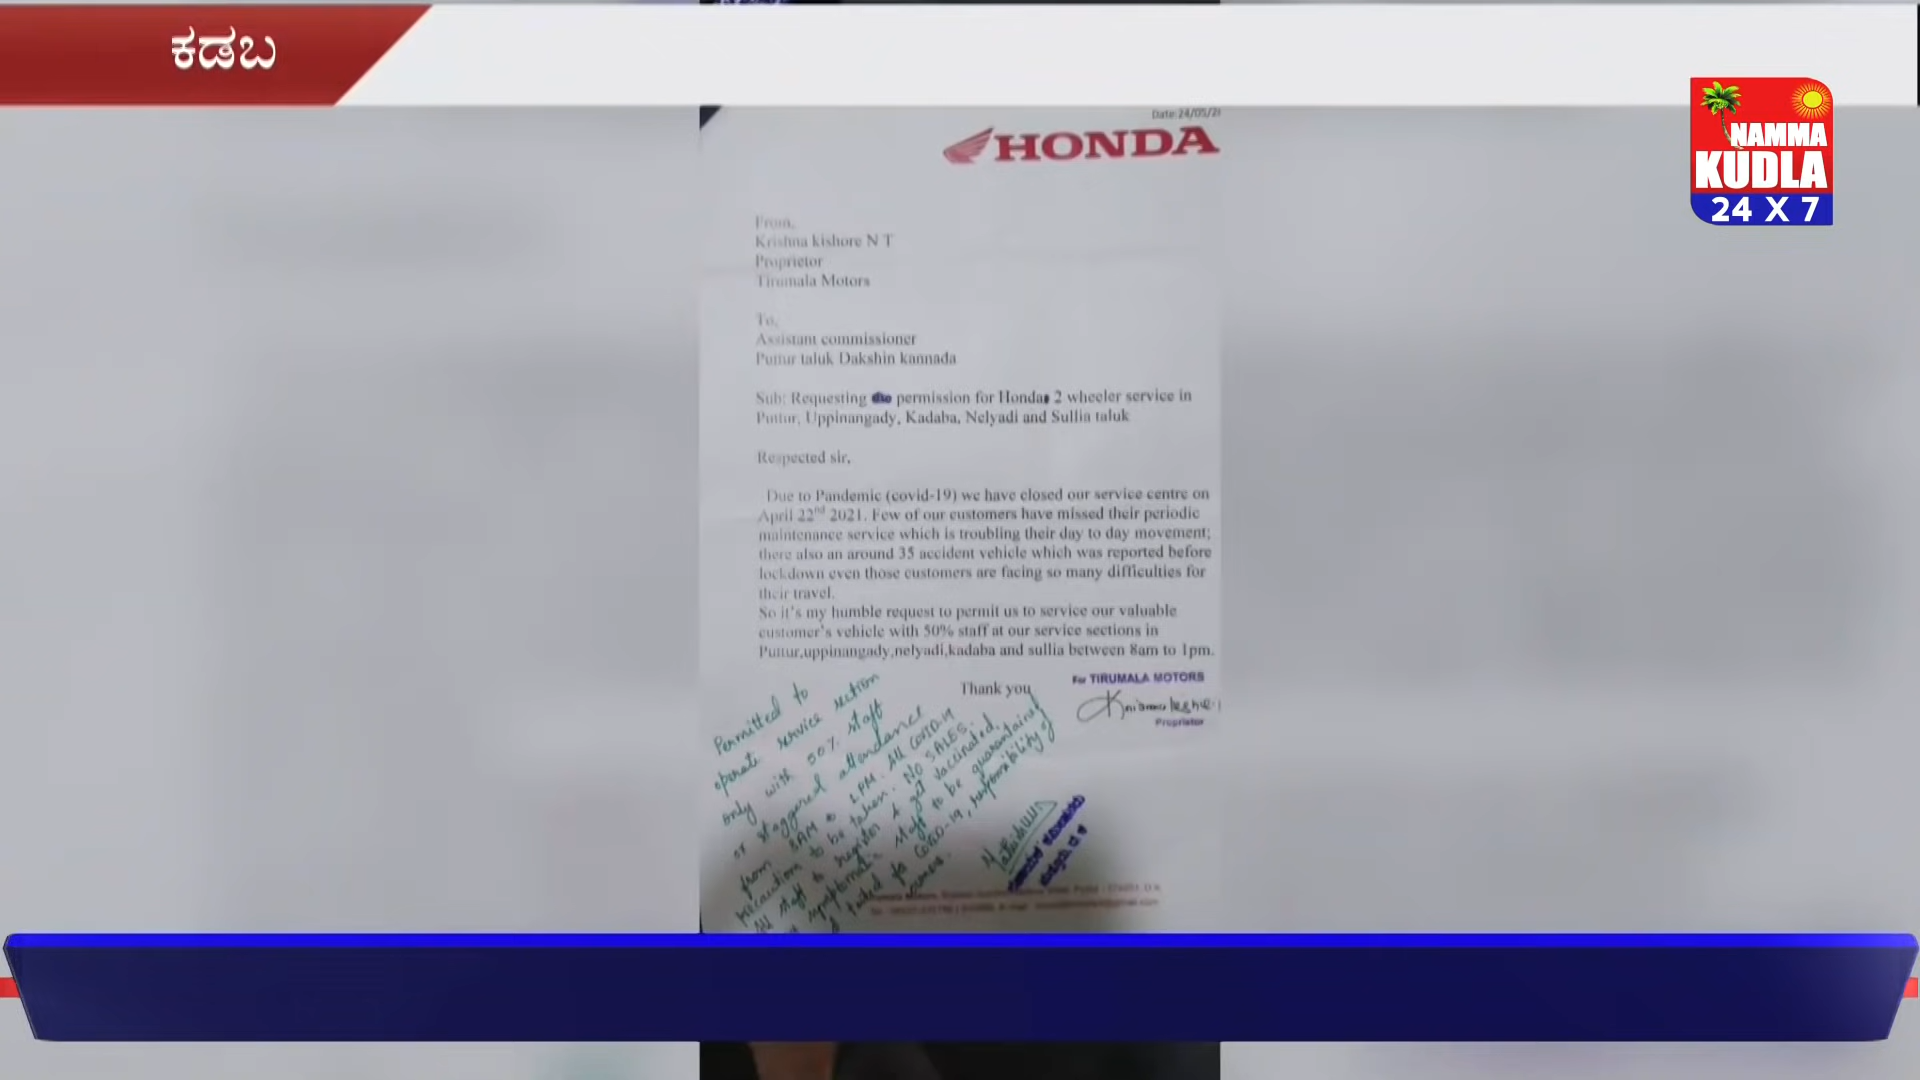 ಕಡಬ
NAMMA
KUDLA
24 X 7
Date:24/05/21
HONDA
From,
Krishna kishore N T
Proprietor
Tirumala Motors
To,
Assistant commissioner
Puttur taluk Dakshin kannada
Sub: Requesting permission for Honda 2 wheeler service in
Puttur, Uppinangady, Kadaba, Nelyadi and Sullia taluk
Respected sir,
Due to Pandemic (covid-19) we have closed our service centre on
April 22nd 2021. Few of our customers have missed their periodic
maintenance service which is troubling their day to day movement;
there also an around 35 accident vehicle which was reported before
lockdown even those customers are facing so many difficulties for
their travel.
So it's my humble request to permit us to service our valuable
customer's vehicle with 50% staff at our service sections in
Puttur,uppinangady,nelyadi,kadaba and sullia between 8am to 1pm.
Thank you
For TIRUMALA MOTORS
Proprietor
Permitted to
operate service section
only with 50% staff
or staggered attendance
from 8AM to 1PM. All COVID-19
precaution to be taken. NO SALES.
All staff to register & get vaccinated.
symptomatic staff to be quarantained
& tested for COVID-19, responsibility of
owners.